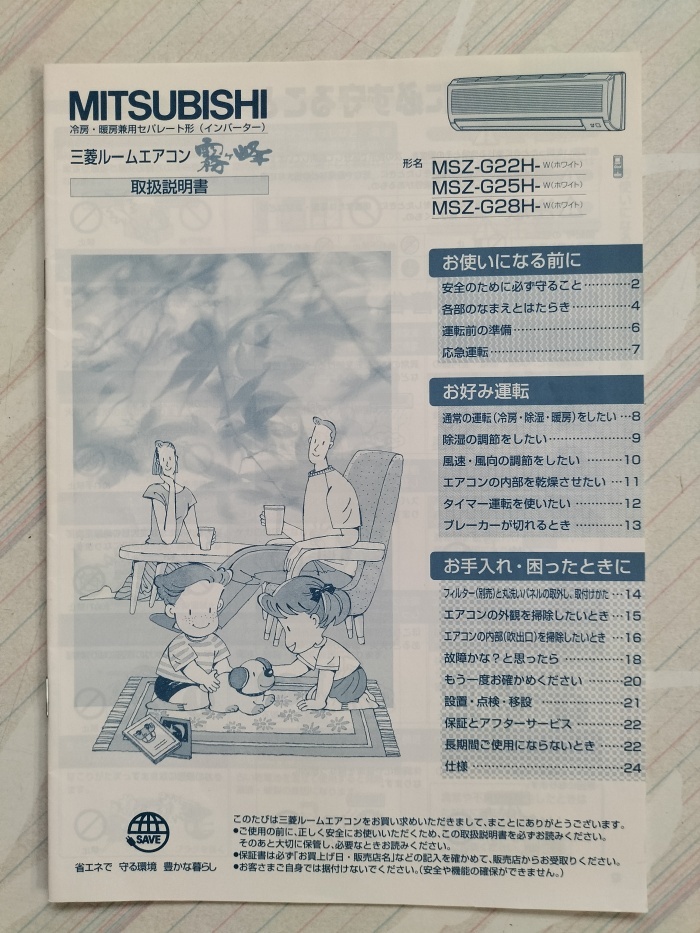 MITSUBISHI
冷房・暖房兼用セパレート形（インバーター）
三菱ルームエアコン 霧ヶ峰
取扱説明書
形名 MSZ-G22H-W(ホワイト)
MSZ-G25H-W(ホワイト)
MSZ-G28H-W(ホワイト)
お使いになる前に
安全のために必ず守ること…………2
各部のなまえとはたらき……………4
運転前の準備…………………………6
応急運転………………………………7
お好み運転
通常の運転(冷房・除湿・暖房)をしたい…8
除湿の調節をしたい…………………9
風速・風向の調節をしたい…………10
エアコンの内部を乾燥させたい…11
タイマー運転を使いたい……………12
ブレーカーが切れるとき……………13
お手入れ・困ったときに
フィルター(別売)と丸洗いパネルの取外し、取付けかた…14
エアコンの外観を掃除したいとき…15
エアコンの内部(吹出口)を掃除したいとき…16
故障かな？と思ったら………………18
もう一度お確かめください…………20
設置・点検・移設……………………21
保証とアフターサービス……………22
長期間ご使用にならないとき………22
仕様……………………………………24
SAVE
省エネで 守る環境 豊かな暮らし
このたびは三菱ルームエアコンをお買い求めいただきまして、まことにありがとうございます。
●ご使用の前に、正しく安全にお使いいただくため、この取扱説明書を必ずお読みください。
そのあと大切に保管し、必要なときお読みください。
●保証書は必ず「お買上げ日・販売店名」などの記入を確かめて、販売店からお受取りください。
●お客さまご自身では据付けないでください。(安全や機能の確保ができません。)